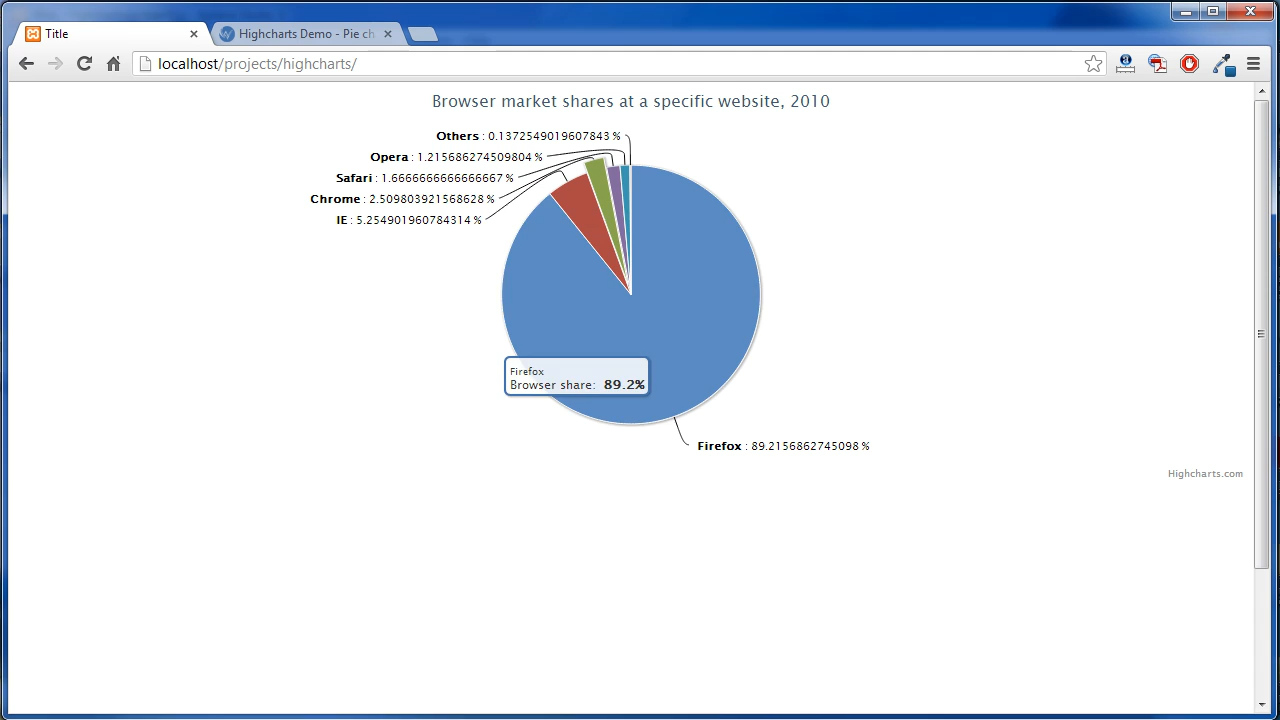 Title
Highcharts Demo - Pie ch
localhost/projects/highcharts/
Browser market shares at a specific website, 2010
Others : 0.1372549019607843 %
Opera : 1.215686274509804 %
Safari : 1.6666666666666667 %
Chrome : 2.509803921568628 %
IE : 5.254901960784314 %
Firefox
Browser share: 89.2%
Firefox : 89.2156862745098 %
Highcharts.com